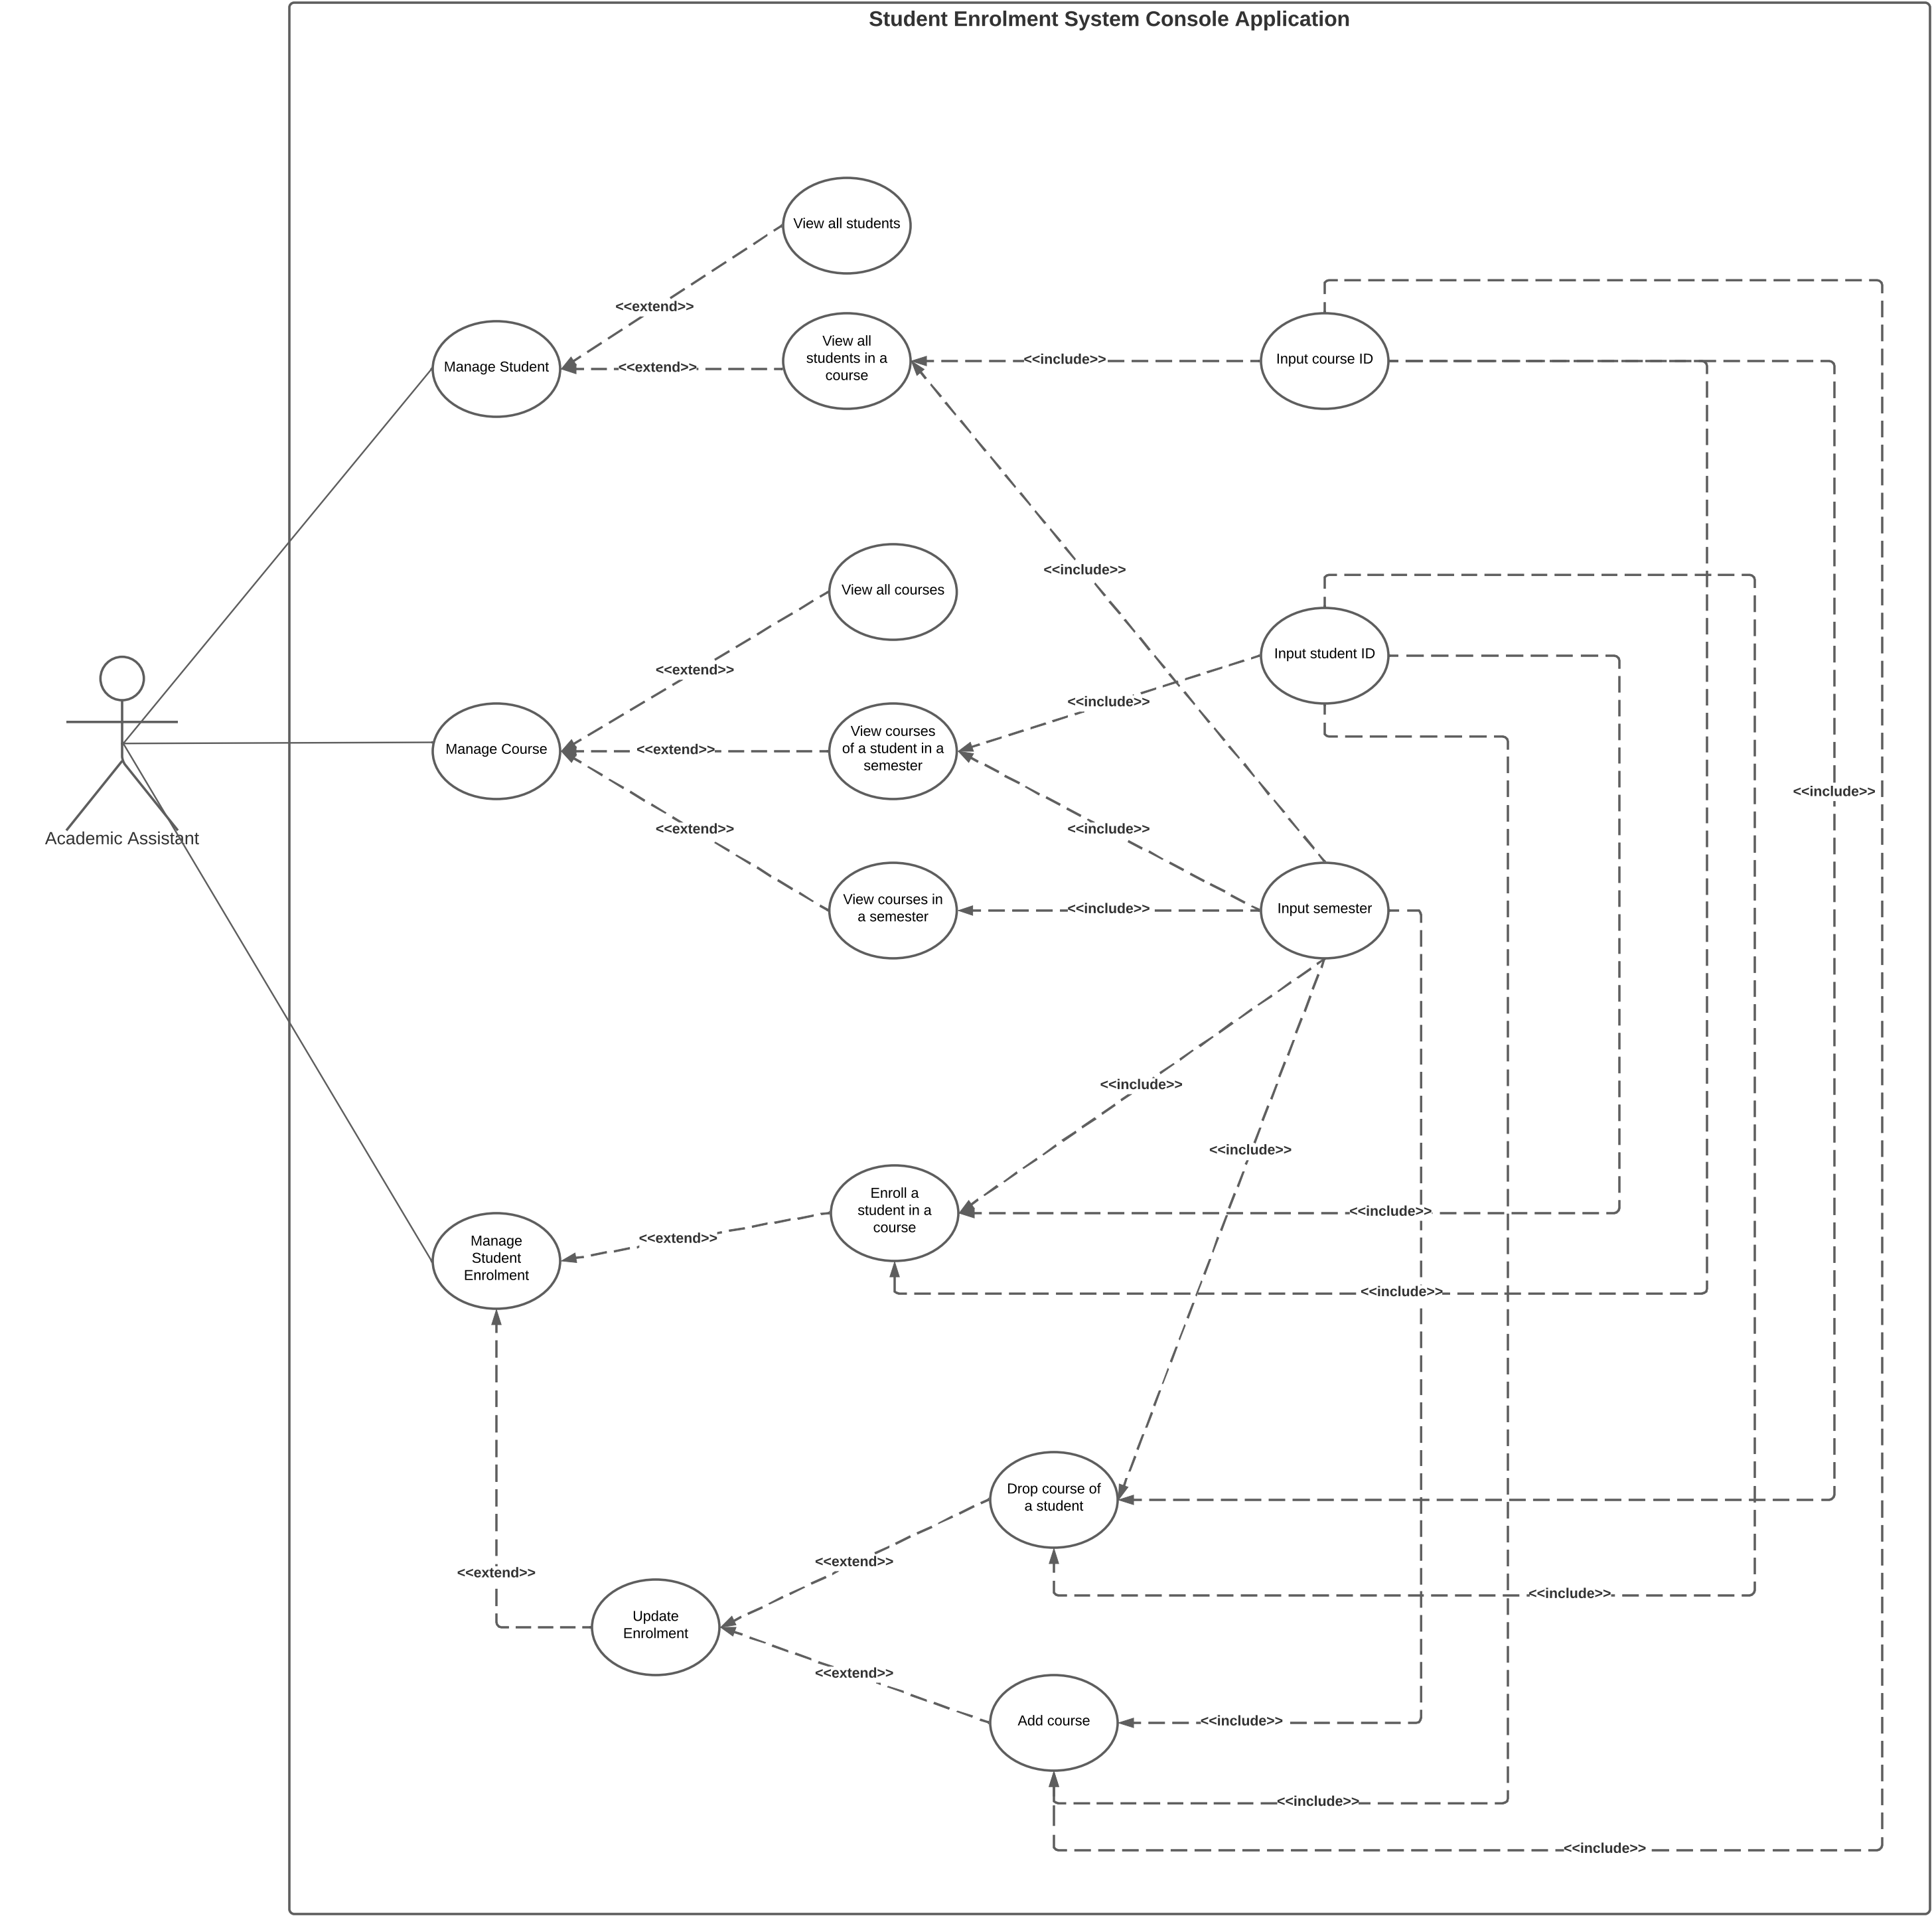 Student Enrolment System Console Application
View all students
<<extend>>
Manage Student
<<extend>>
View all
students in a
course
<<include>>
Input course ID
<<include>>
View all courses
Input student ID
<<extend>>
<<include>>
Manage Course
<<extend>>
View courses
of a student in a
semester
<<include>>
<<extend>>
<<include>>
Academic Assistant
View courses in
a semester
<<include>>
Input semester
<<include>>
<<include>>
Enroll a
student in a
course
<<include>>
<<extend>>
Manage
Student
Enrolment
<<include>>
Drop course of
a student
<<extend>>
<<extend>>
<<include>>
Update
Enrolment
<<extend>>
Add course
<<include>>
<<include>>
<<include>>